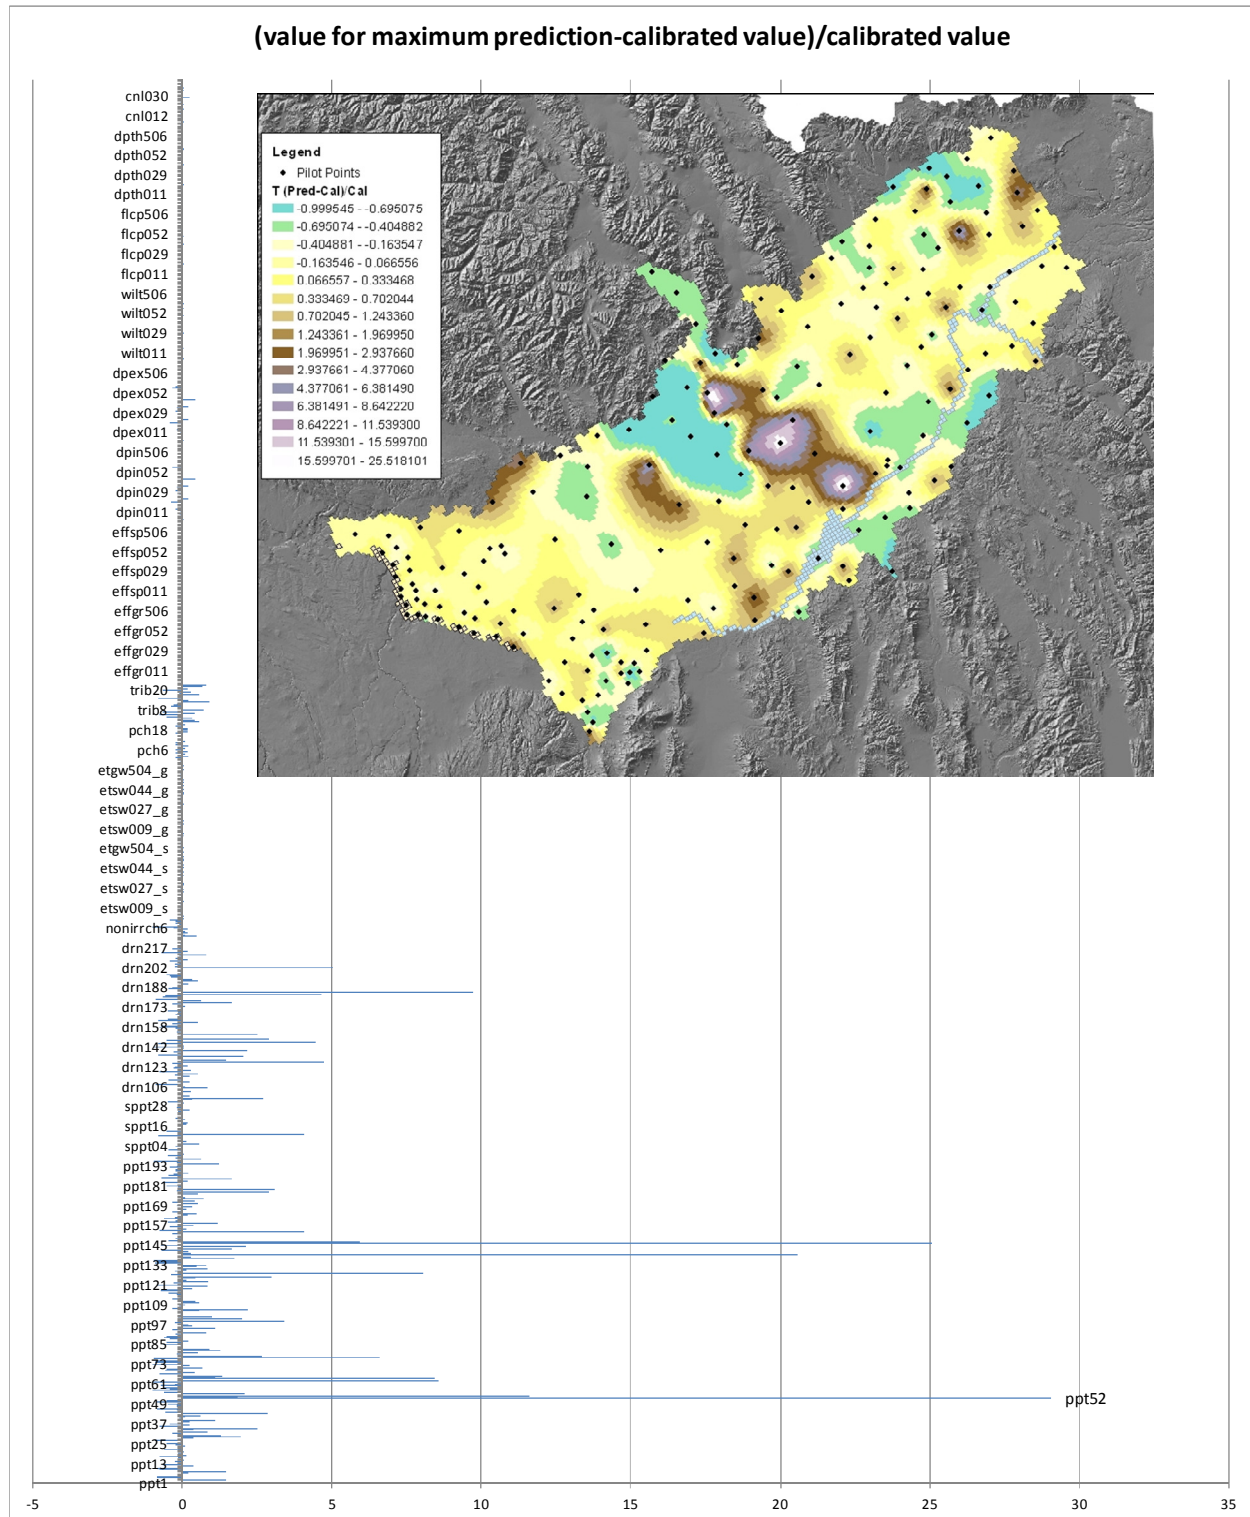 (value for maximum prediction-calibrated value)/calibrated value
cnl030
cnl012
dpth506
dpth052
dpth029
dpth011
flcp506
flcp052
flcp029
flcp011
wilt506
wilt052
wilt029
wilt011
dpex506
dpex052
dpex029
dpex011
dpin506
dpin052
dpin029
dpin011
effsp506
effsp052
effsp029
effsp011
effgr506
effgr052
effgr029
effgr011
trib20
trib8
pch18
pch6
etgw504_g
etsw044_g
etsw027_g
etsw009_g
etgw504_s
etsw044_s
etsw027_s
etsw009_s
nonirrch6
drn217
drn202
drn188
drn173
drn158
drn142
drn123
drn106
sppt28
sppt16
sppt04
ppt193
ppt181
ppt169
ppt157
ppt145
ppt133
ppt121
ppt109
ppt97
ppt85
ppt73
ppt61
ppt49
ppt37
ppt25
ppt13
ppt1
Legend
Pilot Points
T (Pred-Cal)/Cal
-0.999545 - -0.695075
-0.695074 - -0.404882
-0.404881 - -0.163547
-0.163546 - 0.066556
0.066557 - 0.333468
0.333469 - 0.702044
0.702045 - 1.243360
1.243361 - 1.969950
1.969951 - 2.937660
2.937661 - 4.377060
4.377061 - 6.381490
6.381491 - 8.642220
8.642221 - 11.539300
11.539301 - 15.599700
15.599701 - 25.518101
ppt52
-5 0 5 10 15 20 25 30 35